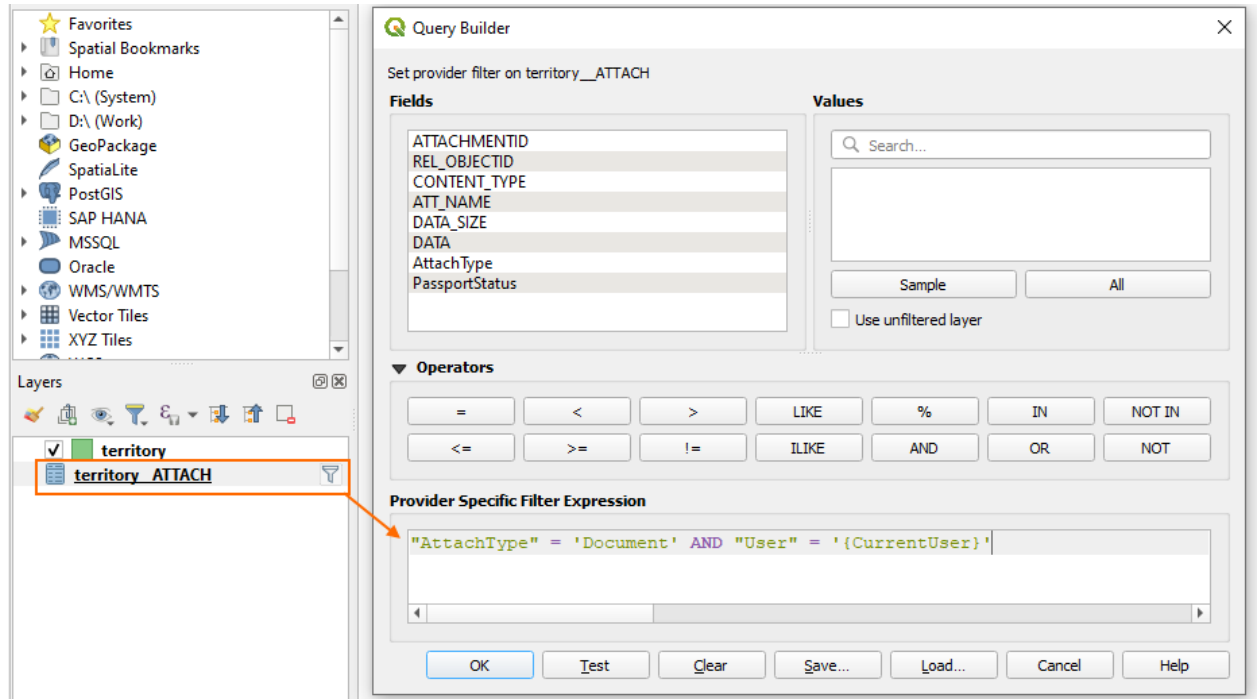 Favorites
Spatial Bookmarks
Home
C:\ (System)
D:\ (Work)
GeoPackage
SpatiaLite
PostGIS
SAP HANA
MSSQL
Oracle
WMS/WMTS
Vector Tiles
XYZ Tiles
Layers
territory
territory__ATTACH
Query Builder
Set provider filter on territory__ATTACH
Fields
ATTACHMENTID
REL_OBJECTID
CONTENT_TYPE
ATT_NAME
DATA_SIZE
DATA
AttachType
PassportStatus
Values
Search...
Sample All
Use unfiltered layer
Operators
= < > LIKE % IN NOT IN
<= >= != ILIKE AND OR NOT
Provider Specific Filter Expression
"AttachType" = 'Document' AND "User" = '{CurrentUser}'
OK Test Clear Save... Load... Cancel Help